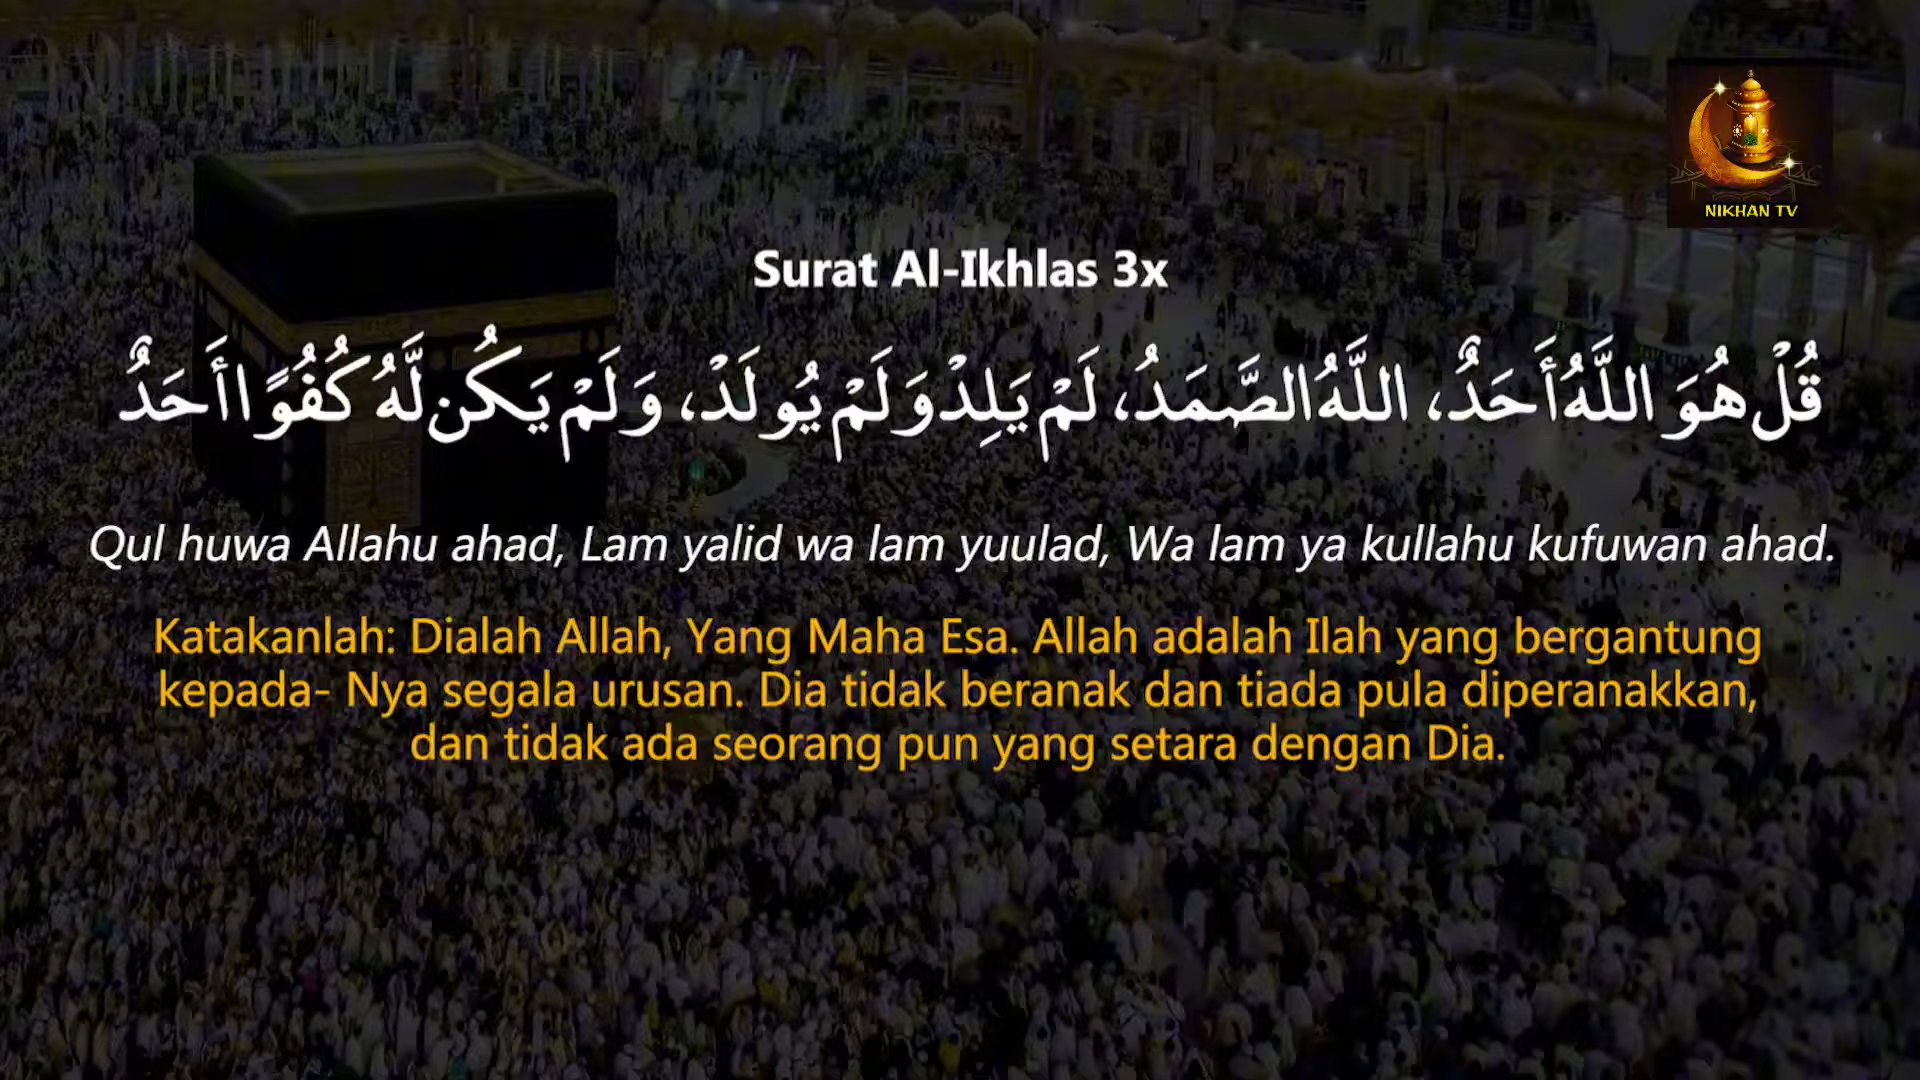 NIKHAN TV
Surat Al-Ikhlas 3x
قُلْ هُوَ اللَّهُ أَحَدٌ، اللَّهُ الصَّمَدُ، لَمْ يَلِدْ وَلَمْ يُولَدْ، وَلَمْ يَكُن لَّهُ كُفُوًا أَحَدٌ
Qul huwa Allahu ahad, Lam yalid wa lam yuulad, Wa lam ya kullahu kufuwan ahad.
Katakanlah: Dialah Allah, Yang Maha Esa. Allah adalah Ilah yang bergantung
kepada- Nya segala urusan. Dia tidak beranak dan tiada pula diperanakkan,
dan tidak ada seorang pun yang setara dengan Dia.